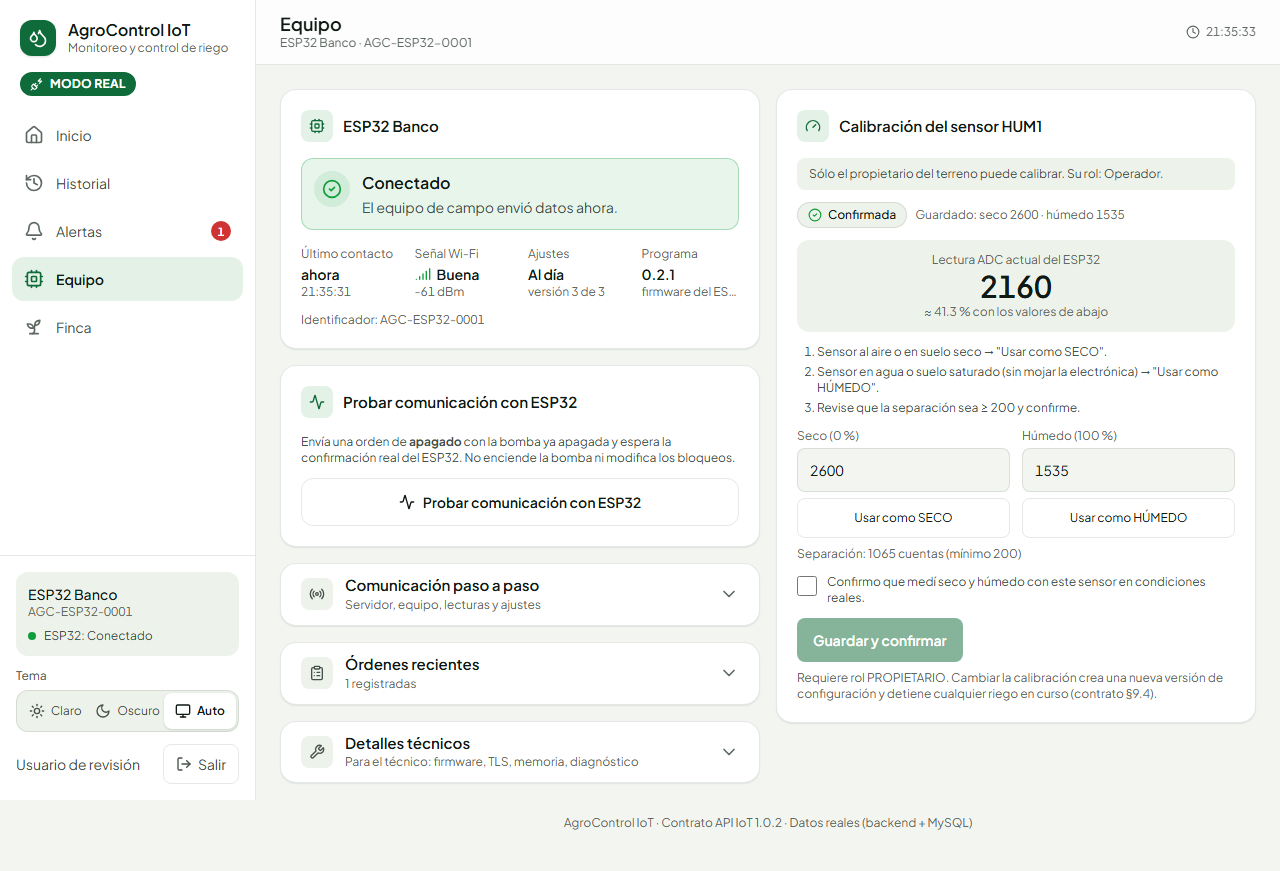 AgroControl IoT
Monitoreo y control de riego
MODO REAL
Inicio
Historial
Alertas
1
Equipo
Finca
ESP32 Banco
AGC-ESP32-0001
ESP32: Conectado
Tema
Claro
Oscuro
Auto
Usuario de revisión
Salir
Equipo
ESP32 Banco · AGC-ESP32-0001
21:35:33
ESP32 Banco
Conectado
El equipo de campo envió datos ahora.
Último contacto
ahora
21:35:31
Señal Wi-Fi
Buena
-61 dBm
Ajustes
Al día
versión 3 de 3
Programa
0.2.1
firmware del ES…
Identificador: AGC-ESP32-0001
Probar comunicación con ESP32
Envía una orden de apagado con la bomba ya apagada y espera la
confirmación real del ESP32. No enciende la bomba ni modifica los bloqueos.
Probar comunicación con ESP32
Comunicación paso a paso
Servidor, equipo, lecturas y ajustes
Órdenes recientes
1 registradas
Detalles técnicos
Para el técnico: firmware, TLS, memoria, diagnóstico
Calibración del sensor HUM1
Sólo el propietario del terreno puede calibrar. Su rol: Operador.
Confirmada
Guardado: seco 2600 · húmedo 1535
Lectura ADC actual del ESP32
2160
≈ 41.3 % con los valores de abajo
1. Sensor al aire o en suelo seco → "Usar como SECO".
2. Sensor en agua o suelo saturado (sin mojar la electrónica) → "Usar como
HÚMEDO".
3. Revise que la separación sea ≥ 200 y confirme.
Seco (0 %)
Húmedo (100 %)
2600
1535
Usar como SECO
Usar como HÚMEDO
Separación: 1065 cuentas (mínimo 200)
Confirmo que medí seco y húmedo con este sensor en condiciones
reales.
Guardar y confirmar
Requiere rol PROPIETARIO. Cambiar la calibración crea una nueva versión de
configuración y detiene cualquier riego en curso (contrato §9.4).
AgroControl IoT · Contrato API IoT 1.0.2 · Datos reales (backend + MySQL)